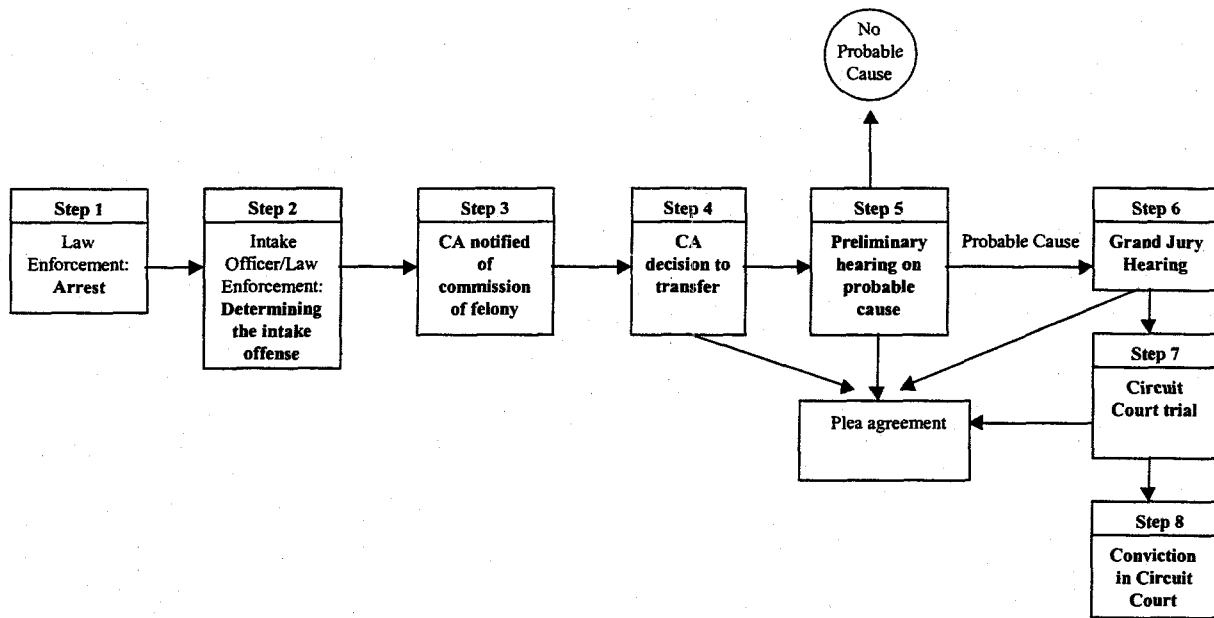 No
Probable
Cause
Step 1
Law
Enforcement:
Arrest
Step 2
Intake
Officer/Law
Enforcement:
Determining
the intake
offense
Step 3
CA notified
of
commission
of felony
Step 4
CA
decision to
transfer
Step 5
Preliminary
hearing on
probable
cause
Probable Cause
Step 6
Grand Jury
Hearing
Step 7
Circuit
Court trial
Plea agreement
Step 8
Conviction
in Circuit
Court